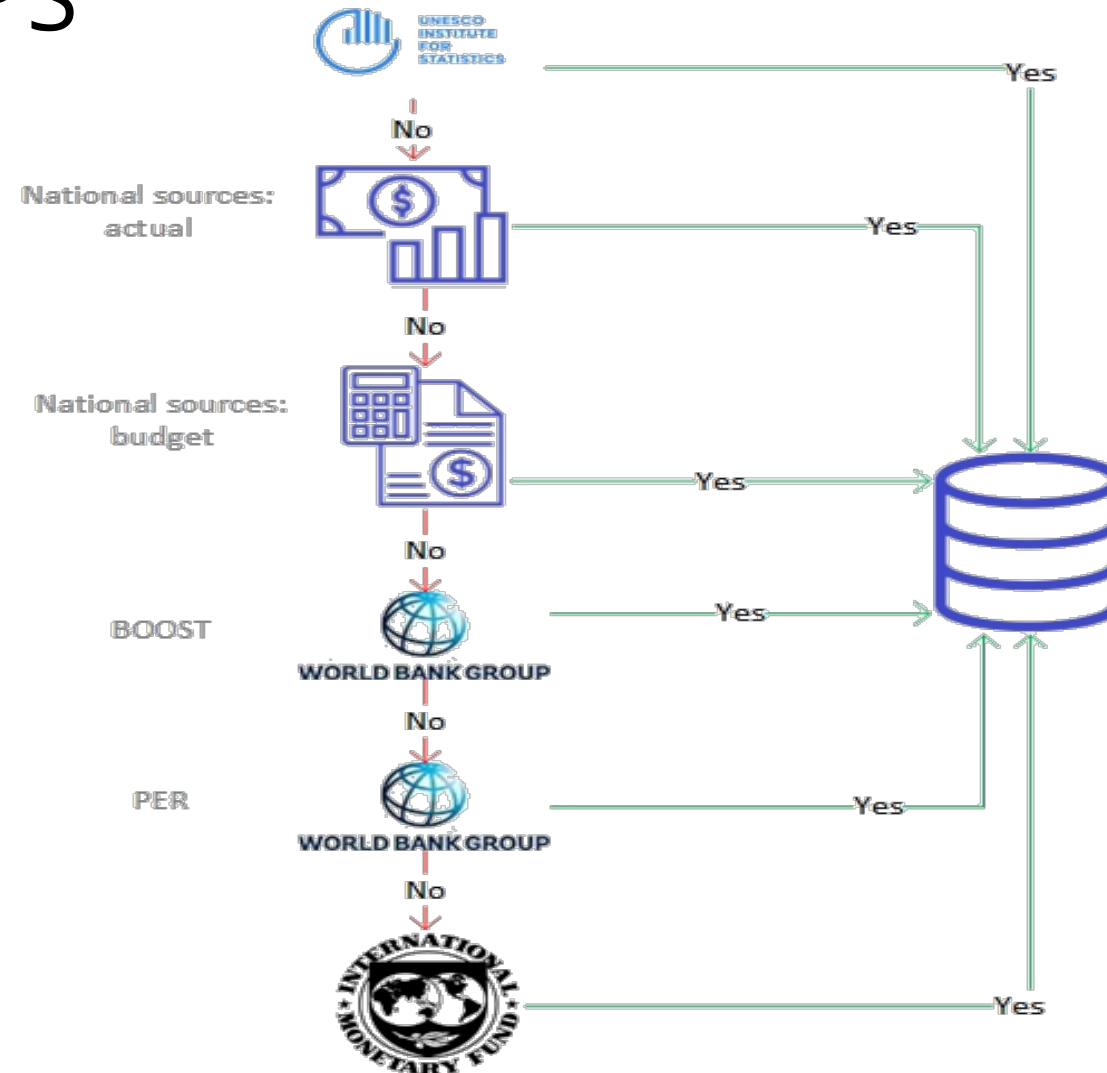 UNESCO
INSTITUTE
FOR
STATISTICS
Yes
No
National sources:
actual
$
Yes
No
National sources:
budget
$
Yes
No
BOOST
WORLD BANK GROUP
Yes
No
PER
WORLD BANK GROUP
Yes
No
INTERNATIONAL
MONETARY FUND
Yes